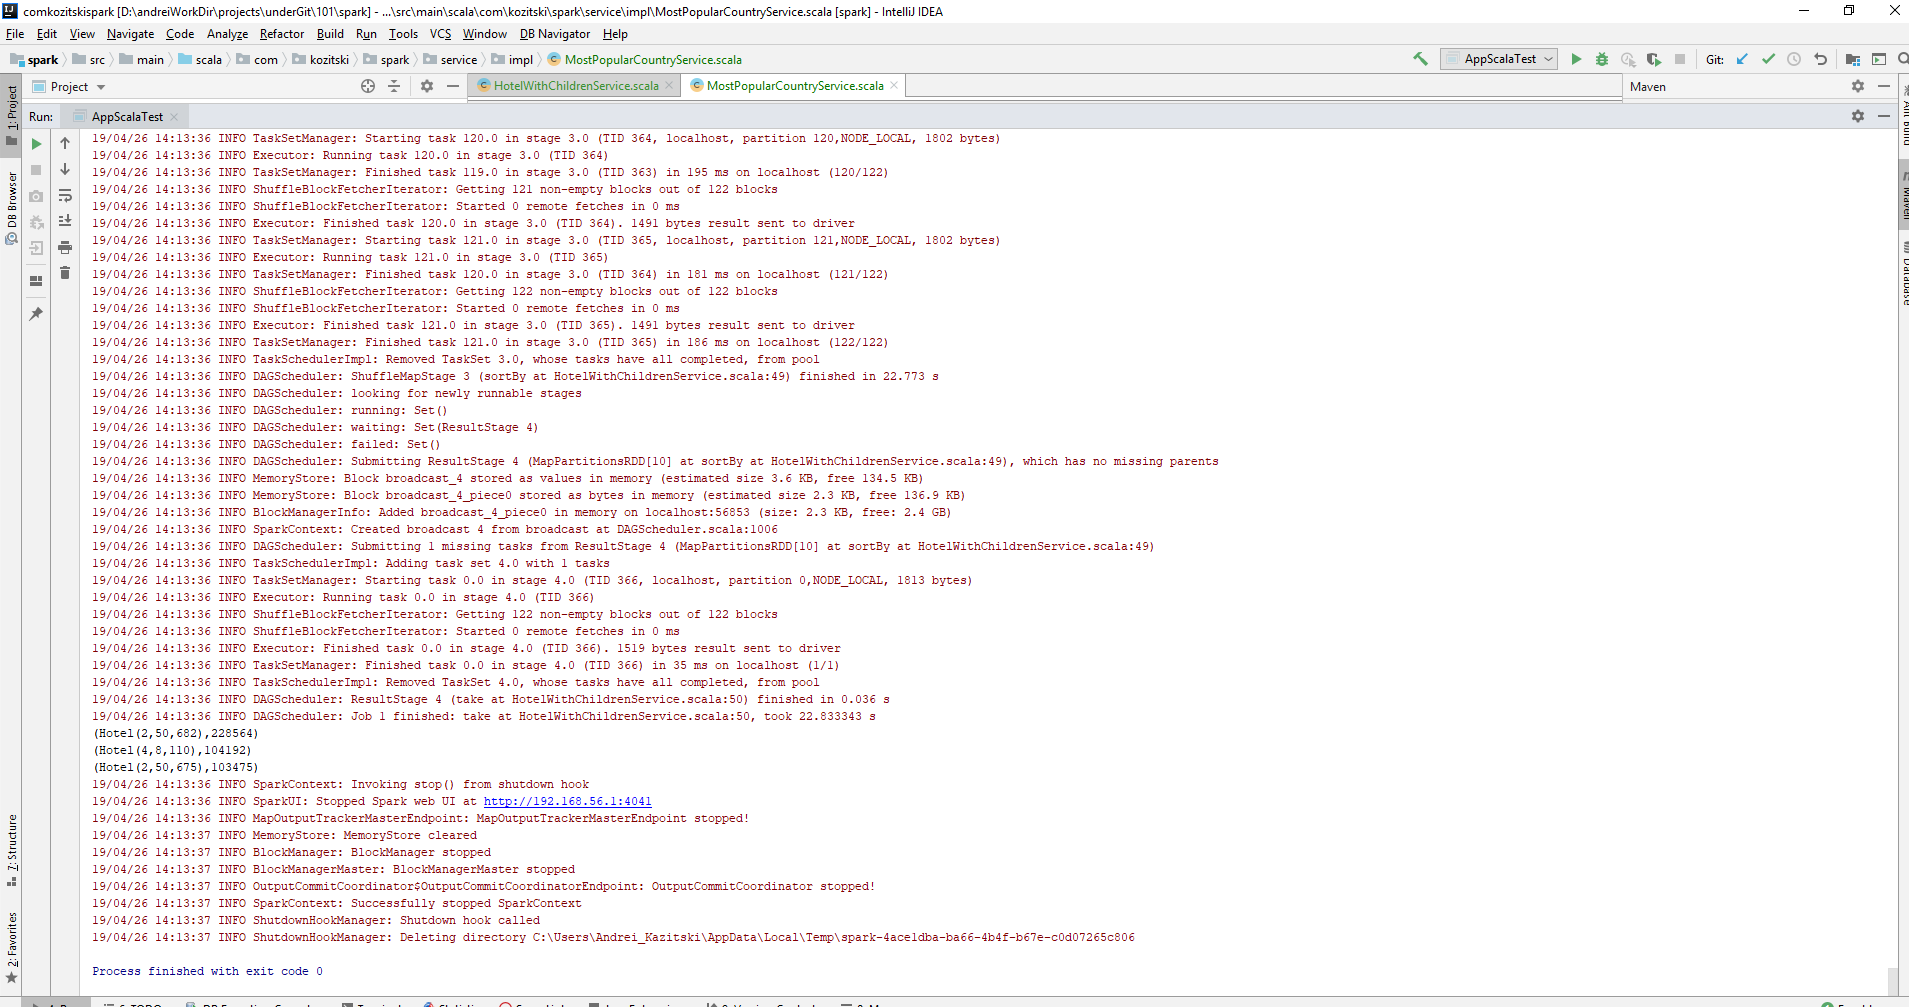 comkozitskispark [D:\andreiWorkDir\projects\underGit\101\spark] - ...\src\main\scala\com\kozitski\spark\service\impl\MostPopularCountryService.scala [spark] - IntelliJ IDEA
File Edit View Navigate Code Analyze Refactor Build Run Tools VCS Window DB Navigator Help
spark src main scala com kozitski spark service impl MostPopularCountryService.scala AppScalaTest Git:
Project HotelWithChildrenService.scala MostPopularCountryService.scala Maven
Run: AppScalaTest
1: Project
DB Browser
7: Structure
2: Favorites
Ant Build
Maven
Database
19/04/26 14:13:36 INFO TaskSetManager: Starting task 120.0 in stage 3.0 (TID 364, localhost, partition 120,NODE_LOCAL, 1802 bytes)
19/04/26 14:13:36 INFO Executor: Running task 120.0 in stage 3.0 (TID 364)
19/04/26 14:13:36 INFO TaskSetManager: Finished task 119.0 in stage 3.0 (TID 363) in 195 ms on localhost (120/122)
19/04/26 14:13:36 INFO ShuffleBlockFetcherIterator: Getting 121 non-empty blocks out of 122 blocks
19/04/26 14:13:36 INFO ShuffleBlockFetcherIterator: Started 0 remote fetches in 0 ms
19/04/26 14:13:36 INFO Executor: Finished task 120.0 in stage 3.0 (TID 364). 1491 bytes result sent to driver
19/04/26 14:13:36 INFO TaskSetManager: Starting task 121.0 in stage 3.0 (TID 365, localhost, partition 121,NODE_LOCAL, 1802 bytes)
19/04/26 14:13:36 INFO Executor: Running task 121.0 in stage 3.0 (TID 365)
19/04/26 14:13:36 INFO TaskSetManager: Finished task 120.0 in stage 3.0 (TID 364) in 181 ms on localhost (121/122)
19/04/26 14:13:36 INFO ShuffleBlockFetcherIterator: Getting 122 non-empty blocks out of 122 blocks
19/04/26 14:13:36 INFO ShuffleBlockFetcherIterator: Started 0 remote fetches in 0 ms
19/04/26 14:13:36 INFO Executor: Finished task 121.0 in stage 3.0 (TID 365). 1491 bytes result sent to driver
19/04/26 14:13:36 INFO TaskSetManager: Finished task 121.0 in stage 3.0 (TID 365) in 186 ms on localhost (122/122)
19/04/26 14:13:36 INFO TaskSchedulerImpl: Removed TaskSet 3.0, whose tasks have all completed, from pool
19/04/26 14:13:36 INFO DAGScheduler: ShuffleMapStage 3 (sortBy at HotelWithChildrenService.scala:49) finished in 22.773 s
19/04/26 14:13:36 INFO DAGScheduler: looking for newly runnable stages
19/04/26 14:13:36 INFO DAGScheduler: running: Set()
19/04/26 14:13:36 INFO DAGScheduler: waiting: Set(ResultStage 4)
19/04/26 14:13:36 INFO DAGScheduler: failed: Set()
19/04/26 14:13:36 INFO DAGScheduler: Submitting ResultStage 4 (MapPartitionsRDD[10] at sortBy at HotelWithChildrenService.scala:49), which has no missing parents
19/04/26 14:13:36 INFO MemoryStore: Block broadcast_4 stored as values in memory (estimated size 3.6 KB, free 134.5 KB)
19/04/26 14:13:36 INFO MemoryStore: Block broadcast_4_piece0 stored as bytes in memory (estimated size 2.3 KB, free 136.9 KB)
19/04/26 14:13:36 INFO BlockManagerInfo: Added broadcast_4_piece0 in memory on localhost:56853 (size: 2.3 KB, free: 2.4 GB)
19/04/26 14:13:36 INFO SparkContext: Created broadcast 4 from broadcast at DAGScheduler.scala:1006
19/04/26 14:13:36 INFO DAGScheduler: Submitting 1 missing tasks from ResultStage 4 (MapPartitionsRDD[10] at sortBy at HotelWithChildrenService.scala:49)
19/04/26 14:13:36 INFO TaskSchedulerImpl: Adding task set 4.0 with 1 tasks
19/04/26 14:13:36 INFO TaskSetManager: Starting task 0.0 in stage 4.0 (TID 366, localhost, partition 0,NODE_LOCAL, 1813 bytes)
19/04/26 14:13:36 INFO Executor: Running task 0.0 in stage 4.0 (TID 366)
19/04/26 14:13:36 INFO ShuffleBlockFetcherIterator: Getting 122 non-empty blocks out of 122 blocks
19/04/26 14:13:36 INFO ShuffleBlockFetcherIterator: Started 0 remote fetches in 0 ms
19/04/26 14:13:36 INFO Executor: Finished task 0.0 in stage 4.0 (TID 366). 1519 bytes result sent to driver
19/04/26 14:13:36 INFO TaskSetManager: Finished task 0.0 in stage 4.0 (TID 366) in 35 ms on localhost (1/1)
19/04/26 14:13:36 INFO TaskSchedulerImpl: Removed TaskSet 4.0, whose tasks have all completed, from pool
19/04/26 14:13:36 INFO DAGScheduler: ResultStage 4 (take at HotelWithChildrenService.scala:50) finished in 0.036 s
19/04/26 14:13:36 INFO DAGScheduler: Job 1 finished: take at HotelWithChildrenService.scala:50, took 22.833343 s
(Hotel(2,50,682),228564)
(Hotel(4,8,110),104192)
(Hotel(2,50,675),103475)
19/04/26 14:13:36 INFO SparkContext: Invoking stop() from shutdown hook
19/04/26 14:13:36 INFO SparkUI: Stopped Spark web UI at http://192.168.56.1:4041
19/04/26 14:13:36 INFO MapOutputTrackerMasterEndpoint: MapOutputTrackerMasterEndpoint stopped!
19/04/26 14:13:37 INFO MemoryStore: MemoryStore cleared
19/04/26 14:13:37 INFO BlockManager: BlockManager stopped
19/04/26 14:13:37 INFO BlockManagerMaster: BlockManagerMaster stopped
19/04/26 14:13:37 INFO OutputCommitCoordinator$OutputCommitCoordinatorEndpoint: OutputCommitCoordinator stopped!
19/04/26 14:13:37 INFO SparkContext: Successfully stopped SparkContext
19/04/26 14:13:37 INFO ShutdownHookManager: Shutdown hook called
19/04/26 14:13:37 INFO ShutdownHookManager: Deleting directory C:\Users\Andrei_Kazitski\AppData\Local\Temp\spark-4ace1dba-ba66-4b4f-b67e-c0d07265c806
Process finished with exit code 0